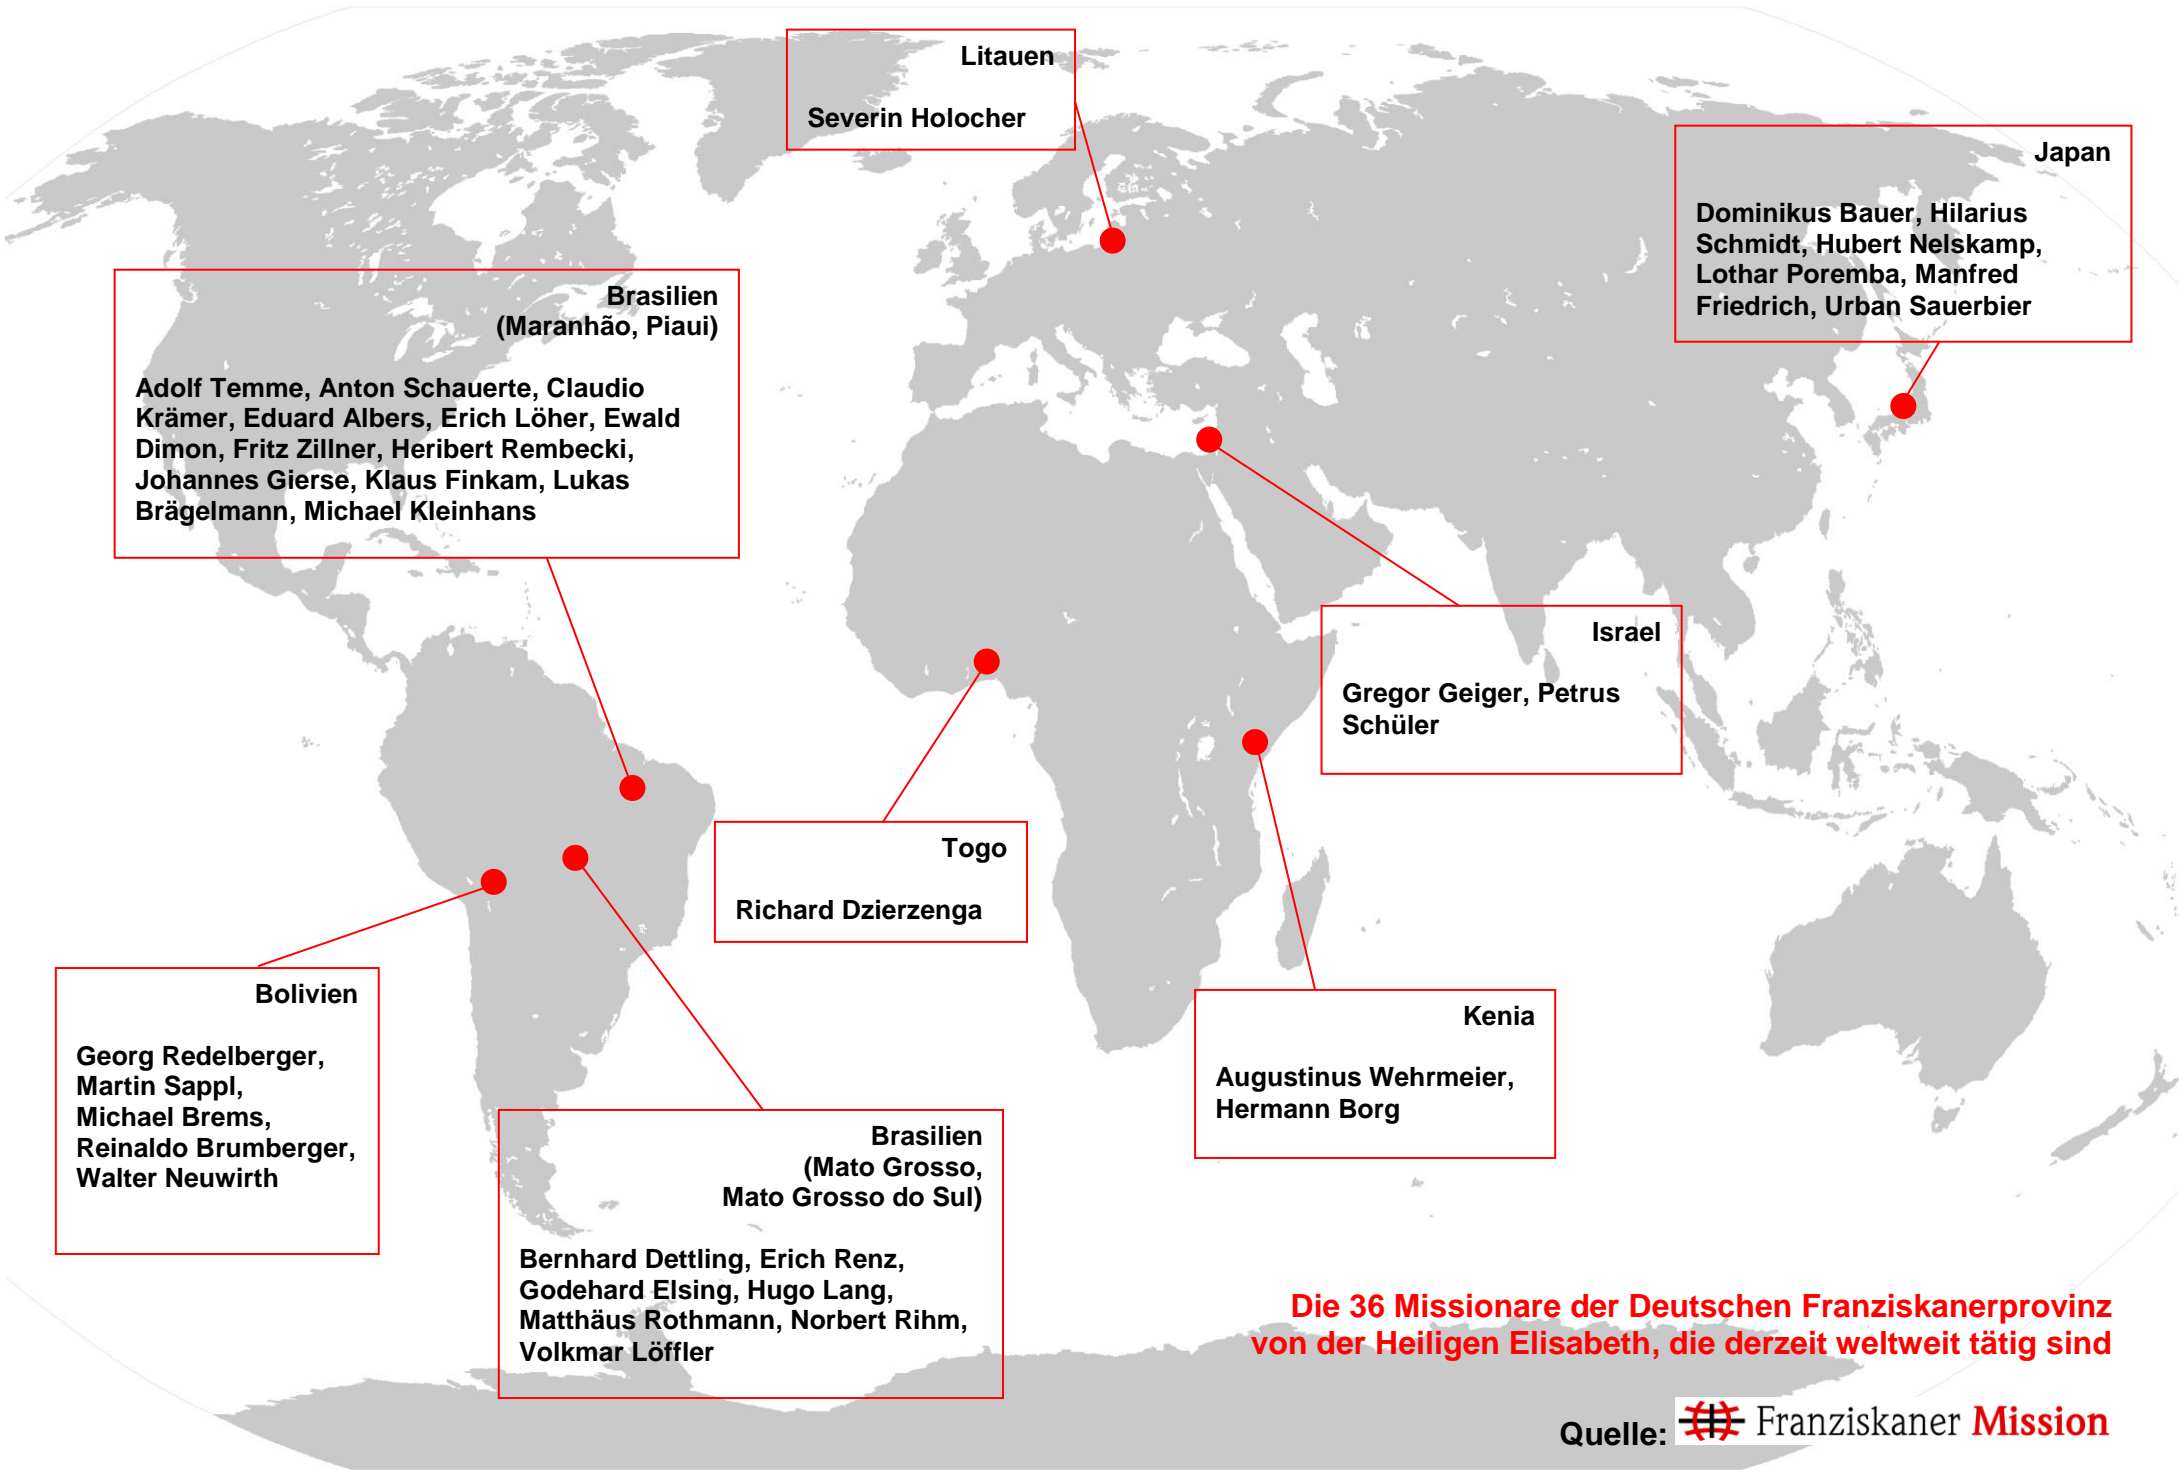 Litauen
Severin Holocher
Japan
Dominikus Bauer, Hilarius
Schmidt, Hubert Nelskamp,
Lothar Poremba, Manfred
Friedrich, Urban Sauerbier
Brasilien
(Maranhão, Piaui)
Adolf Temme, Anton Schauerte, Claudio
Krämer, Eduard Albers, Erich Löher, Ewald
Dimon, Fritz Zillner, Heribert Rembecki,
Johannes Gierse, Klaus Finkam, Lukas
Brägelmann, Michael Kleinhans
Israel
Gregor Geiger, Petrus
Schüler
Togo
Richard Dzierzenga
Bolivien
Georg Redelberger,
Martin Sappl,
Michael Brems,
Reinaldo Brumberger,
Walter Neuwirth
Kenia
Augustinus Wehrmeier,
Hermann Borg
Brasilien
(Mato Grosso,
Mato Grosso do Sul)
Bernhard Dettling, Erich Renz,
Godehard Elsing, Hugo Lang,
Matthäus Rothmann, Norbert Rihm,
Volkmar Löffler
Die 36 Missionare der Deutschen Franziskanerprovinz
von der Heiligen Elisabeth, die derzeit weltweit tätig sind
Quelle: Franziskaner Mission